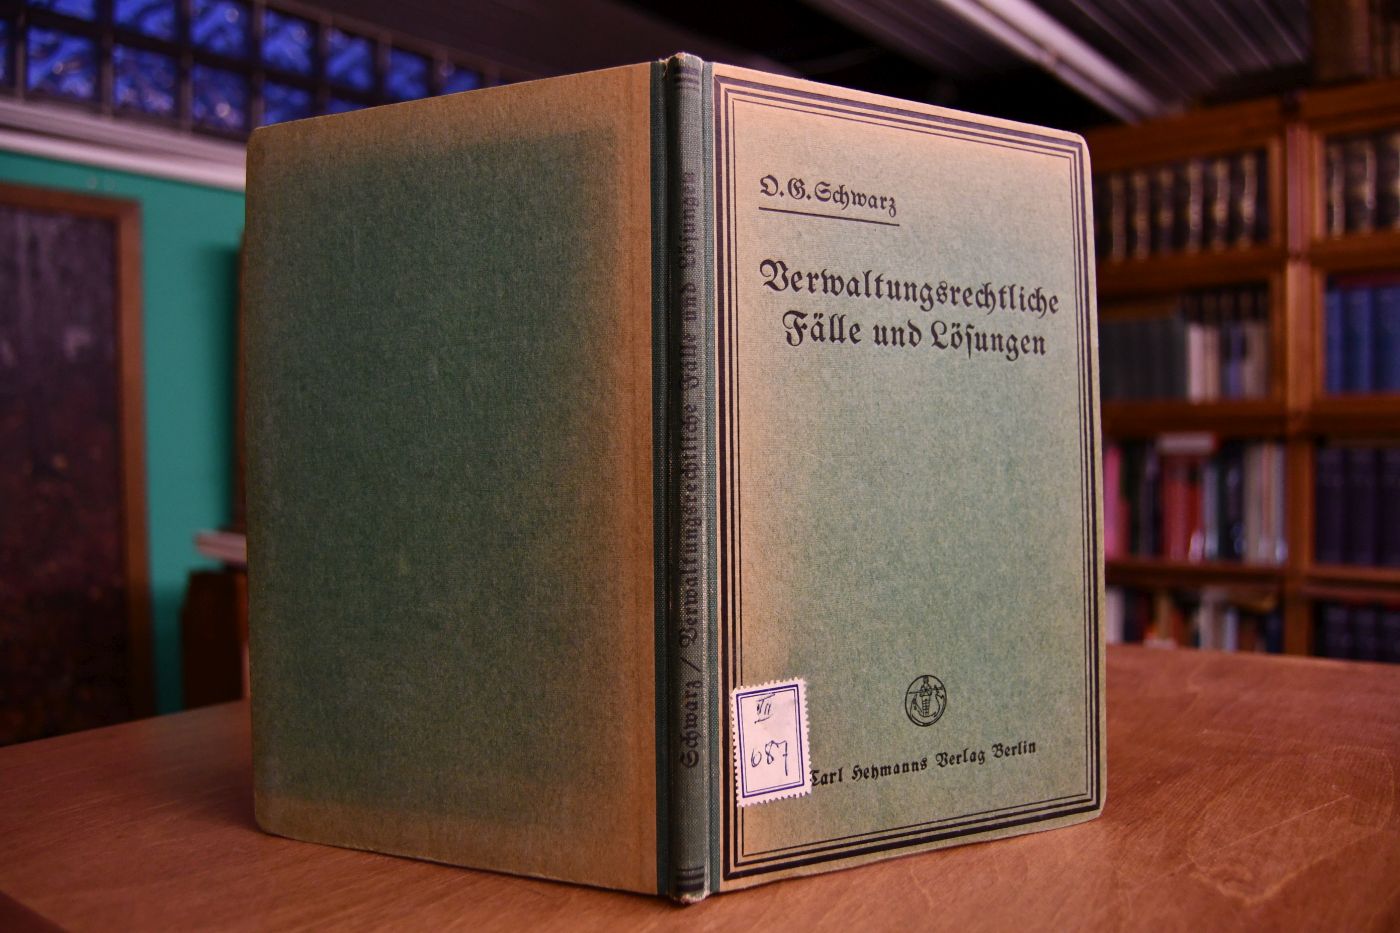 O. G. Schwarz
Verwaltungsrechtliche
Fälle und Löſungen
Carl Heymanns Verlag Berlin
687
Schwarz / Verwaltungsrechtliche Fälle und Löſungen